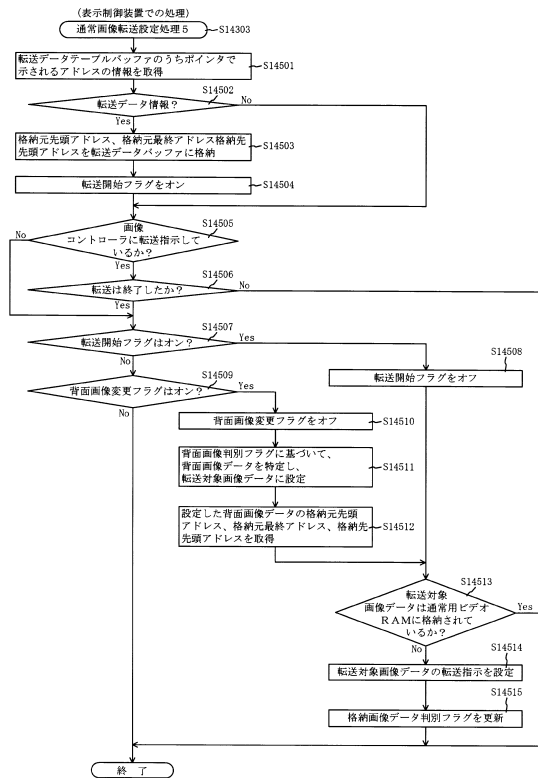 (表示制御装置での処理)
通常画像転送設定処理５
S14303
転送データテーブルバッファのうちポインタで
示されるアドレスの情報を取得
S14501
転送データ情報？
S14502
No
Yes
格納元先頭アドレス、格納元最終アドレス格納先
先頭アドレスを転送データバッファに格納
S14503
転送開始フラグをオン
S14504
画像
コントローラに転送指示して
いるか？
S14505
No
Yes
転送は終了したか？
S14506
No
Yes
転送開始フラグはオン？
S14507
Yes
No
転送開始フラグをオフ
S14508
背面画像変更フラグはオン？
S14509
Yes
No
背面画像変更フラグをオフ
S14510
背面画像判別フラグに基づいて、
背面画像データを特定し、
転送対象画像データに設定
S14511
設定した背面画像データの格納元先頭
アドレス、格納元最終アドレス、格納先
先頭アドレスを取得
S14512
転送対象
画像データは通常用ビデオ
ＲＡＭに格納されて
いるか？
S14513
Yes
No
転送対象画像データの転送指示を設定
S14514
格納画像データ判別フラグを更新
S14515
終 了